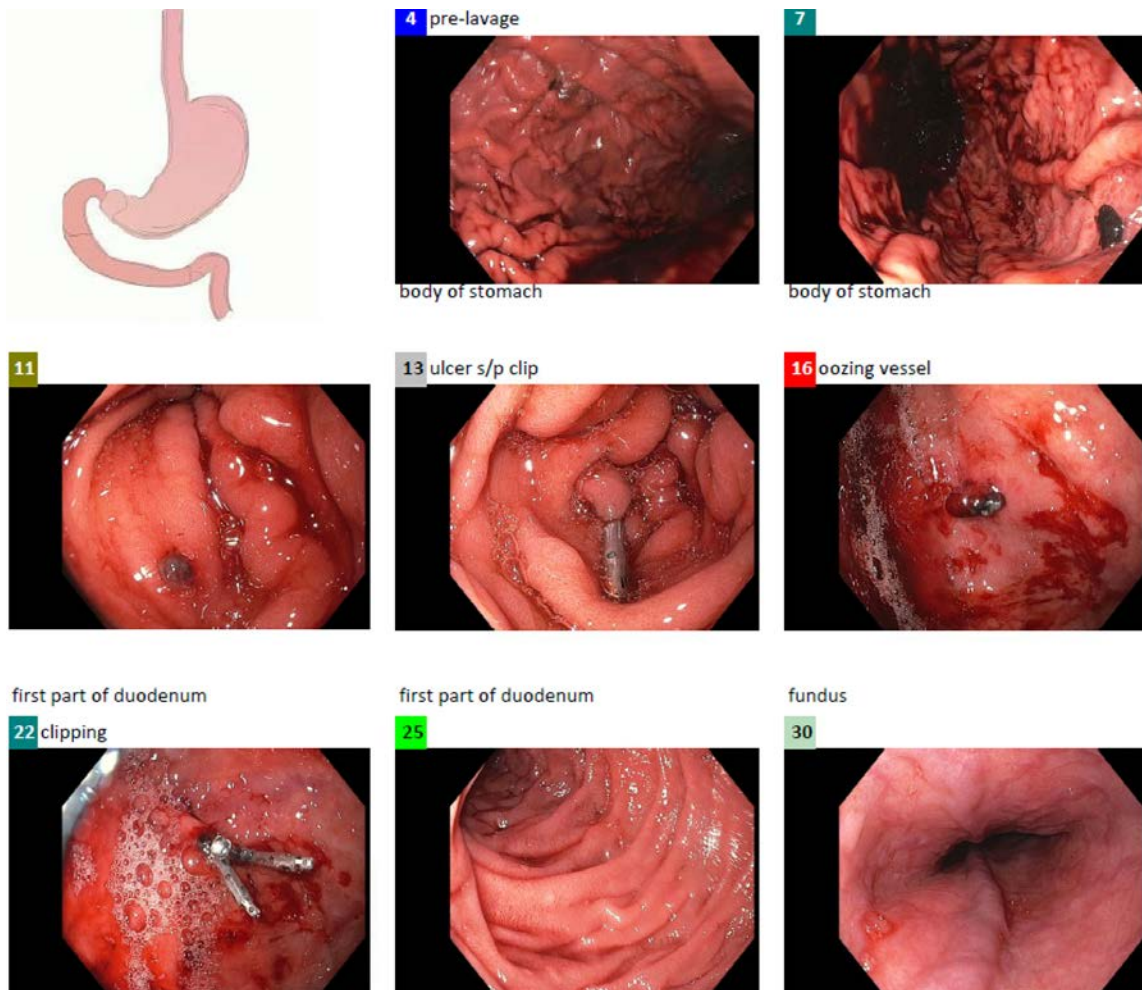 4 pre-lavage
7
body of stomach
body of stomach
11
13 ulcer s/p clip
16 oozing vessel
first part of duodenum
first part of duodenum
fundus
22 clipping
25
30